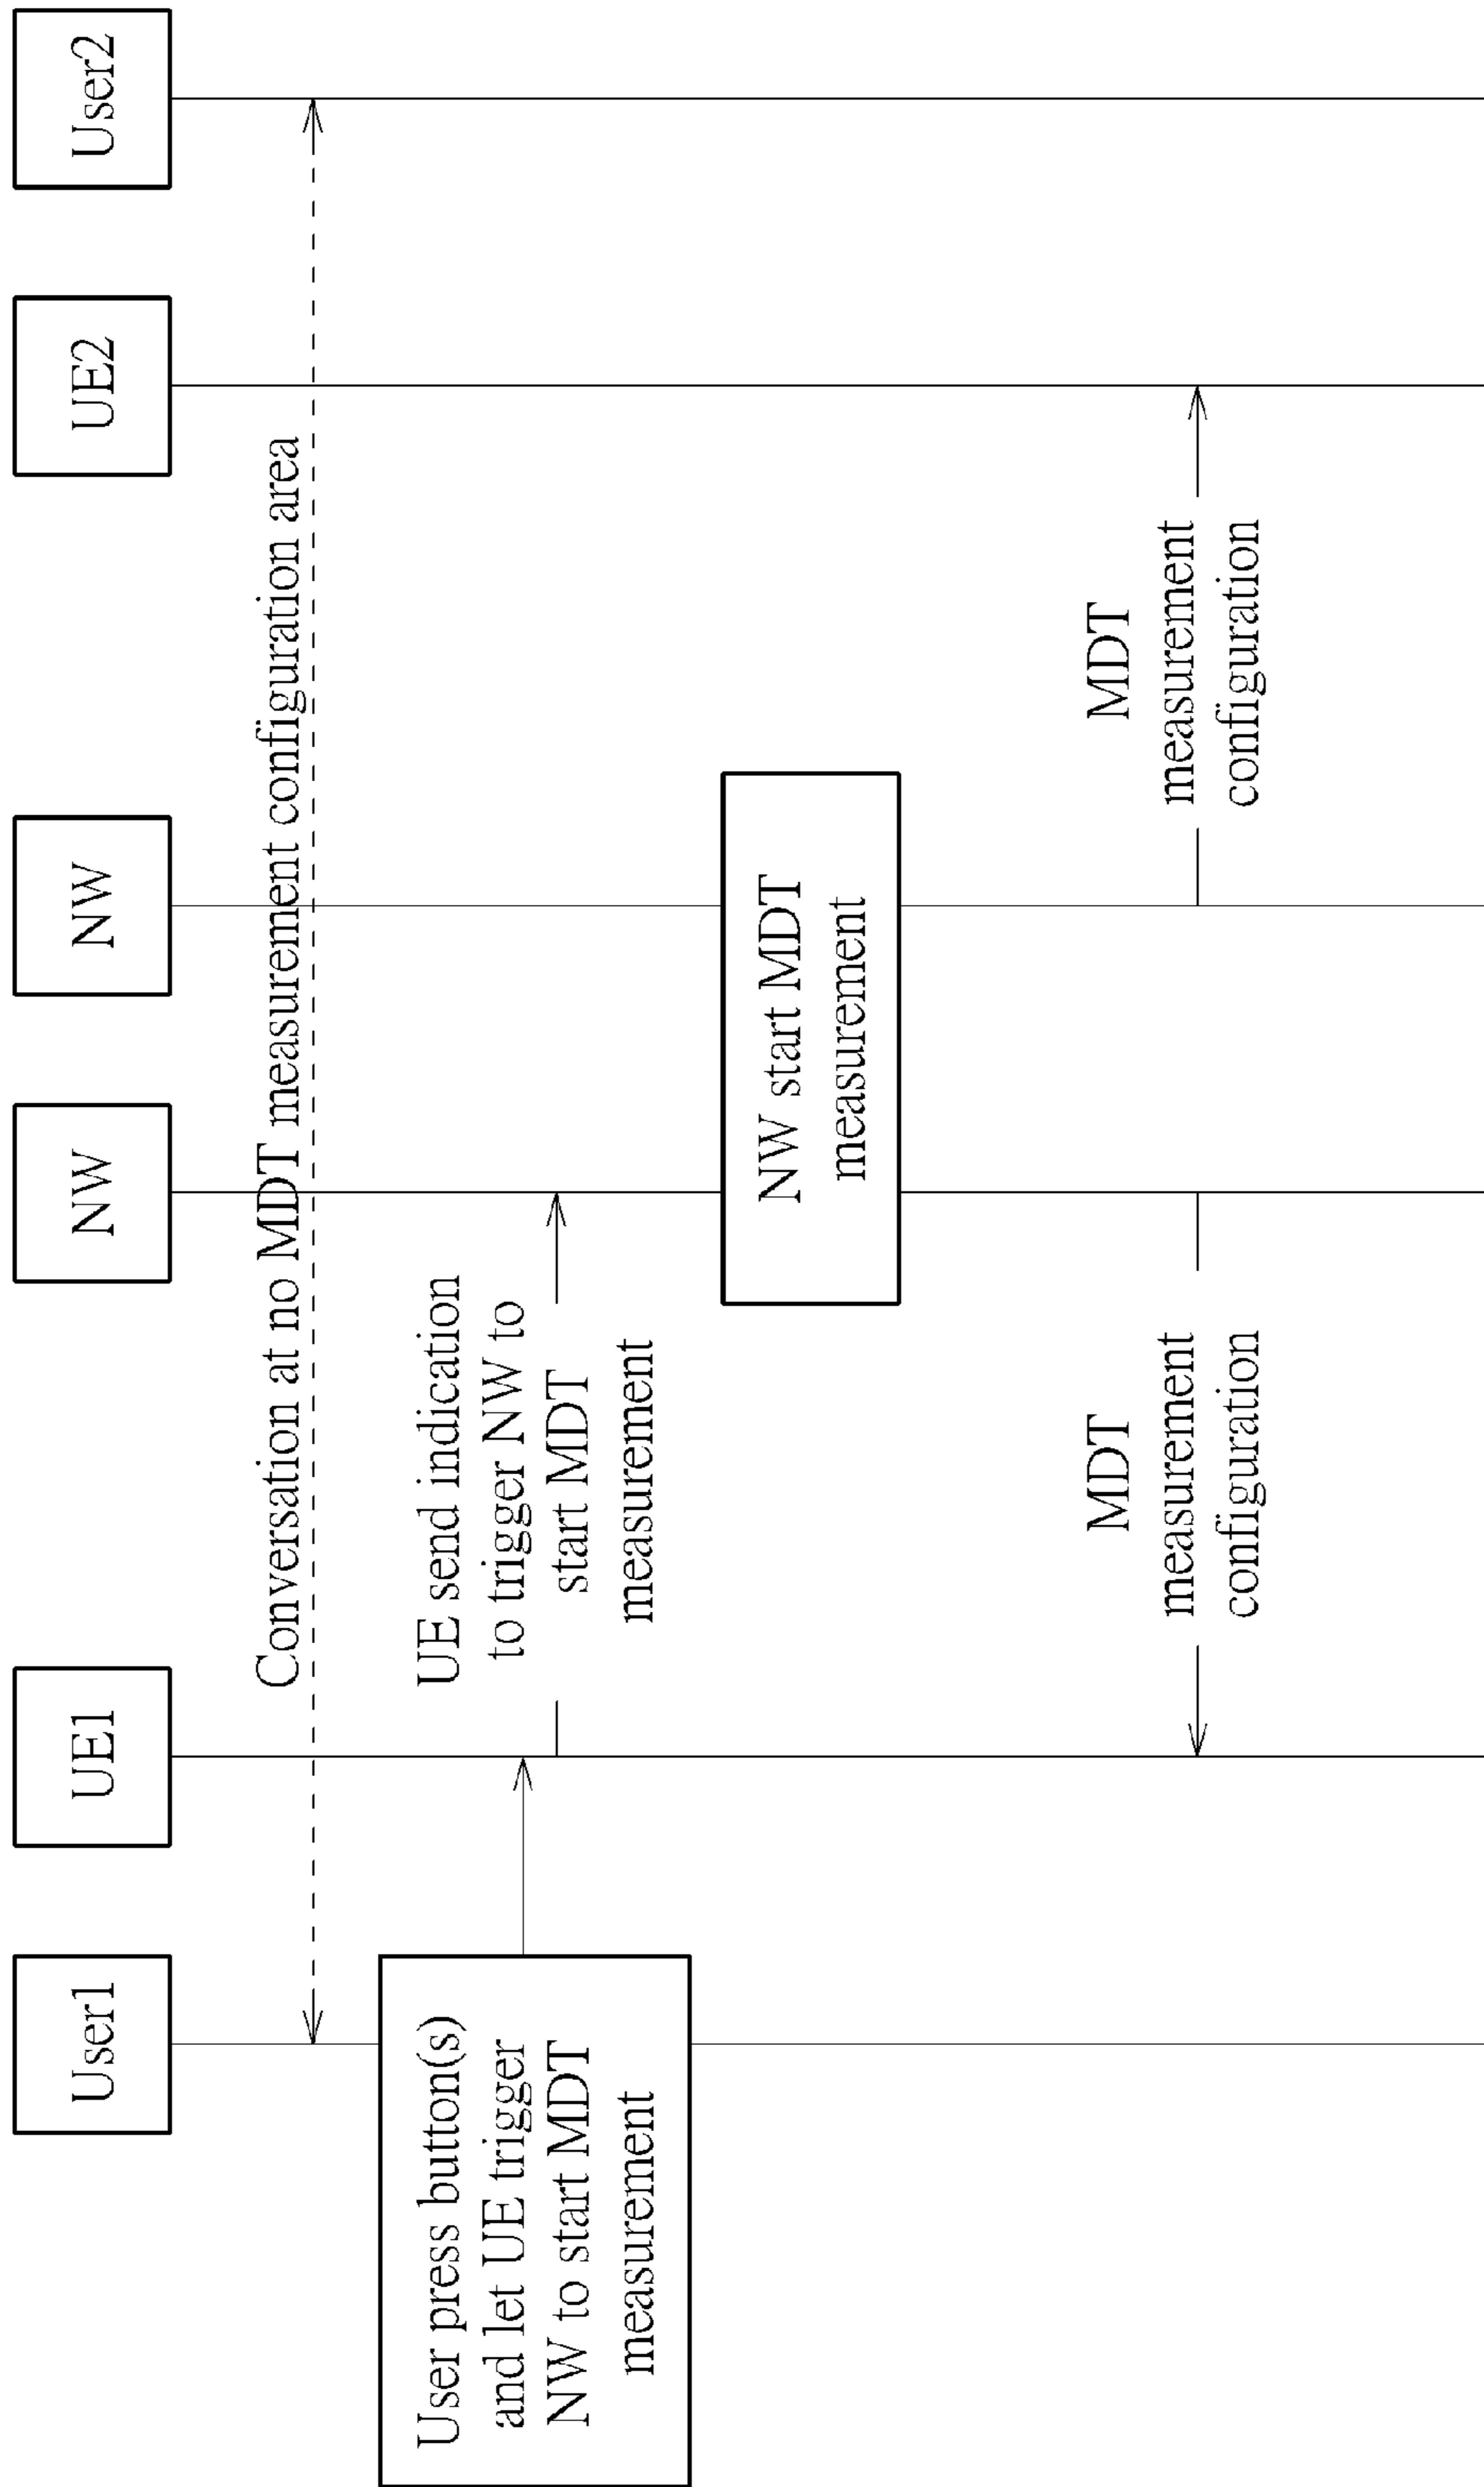 User1
UE1
NW
NW
UE2
User2
Conversation at no MDT measurement configuration area
User press button(s)
and let UE trigger
NW to start MDT
measurement
UE send indication
to trigger NW to
start MDT
measurement
NW start MDT
measurement
MDT
measurement
configuration
MDT
measurement
configuration